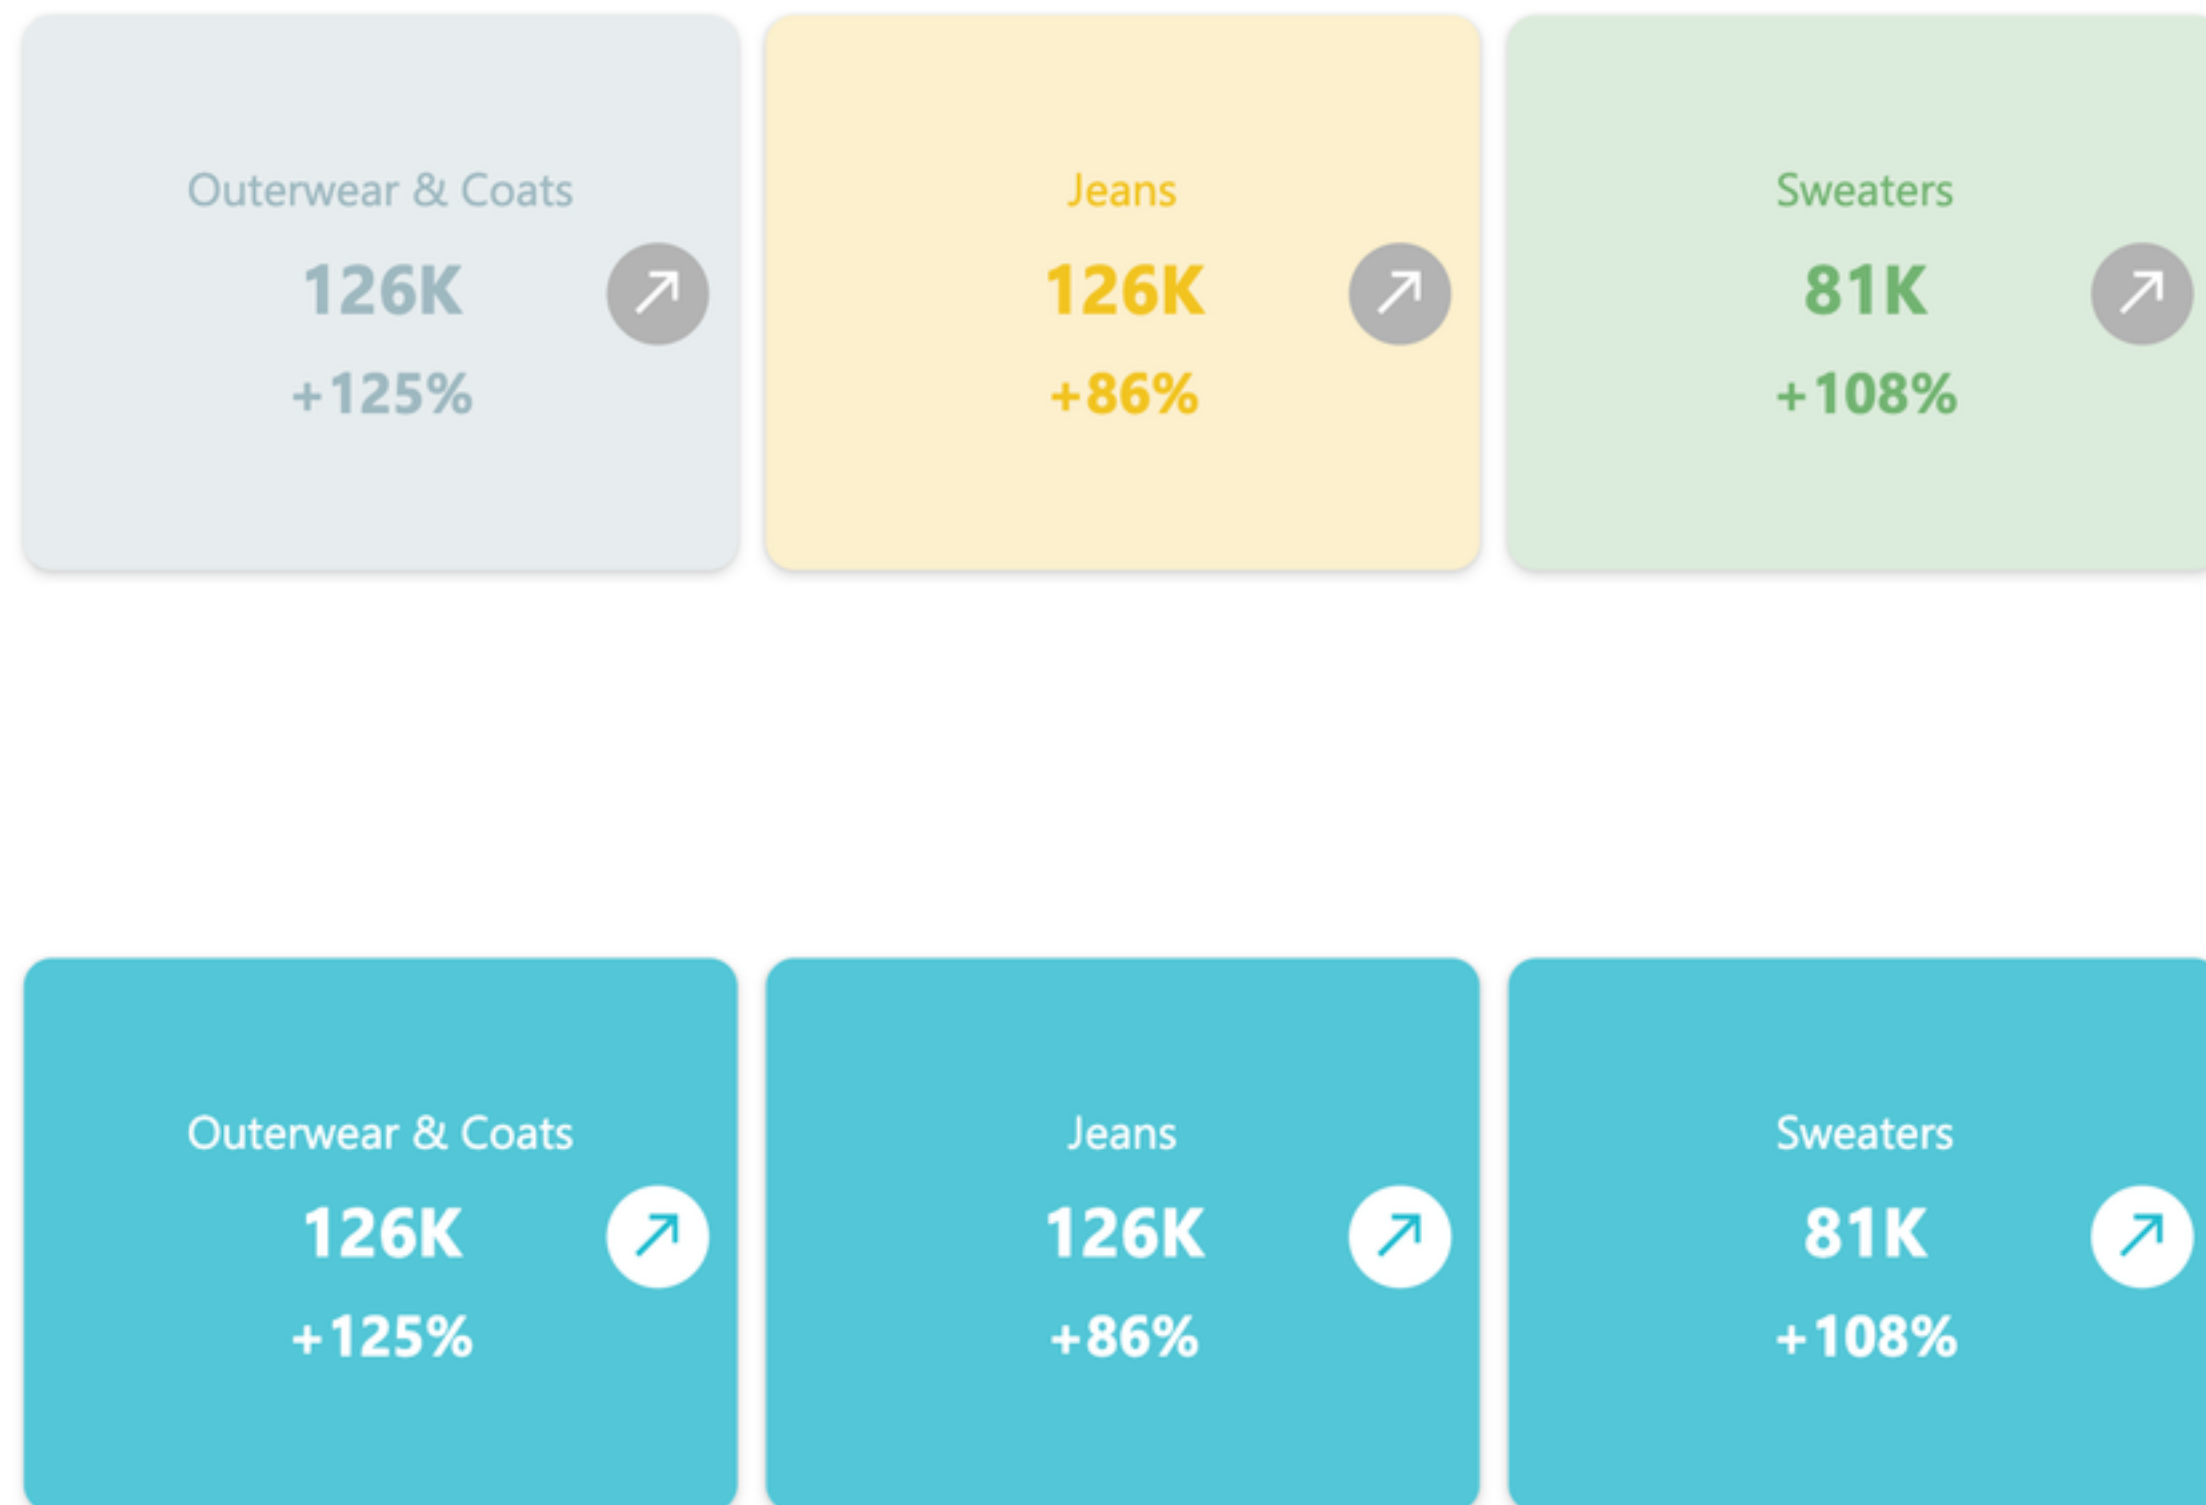 Outerwear & Coats
126K
+125%
Jeans
126K
+86%
Sweaters
81K
+108%
Outerwear & Coats
126K
+125%
Jeans
126K
+86%
Sweaters
81K
+108%